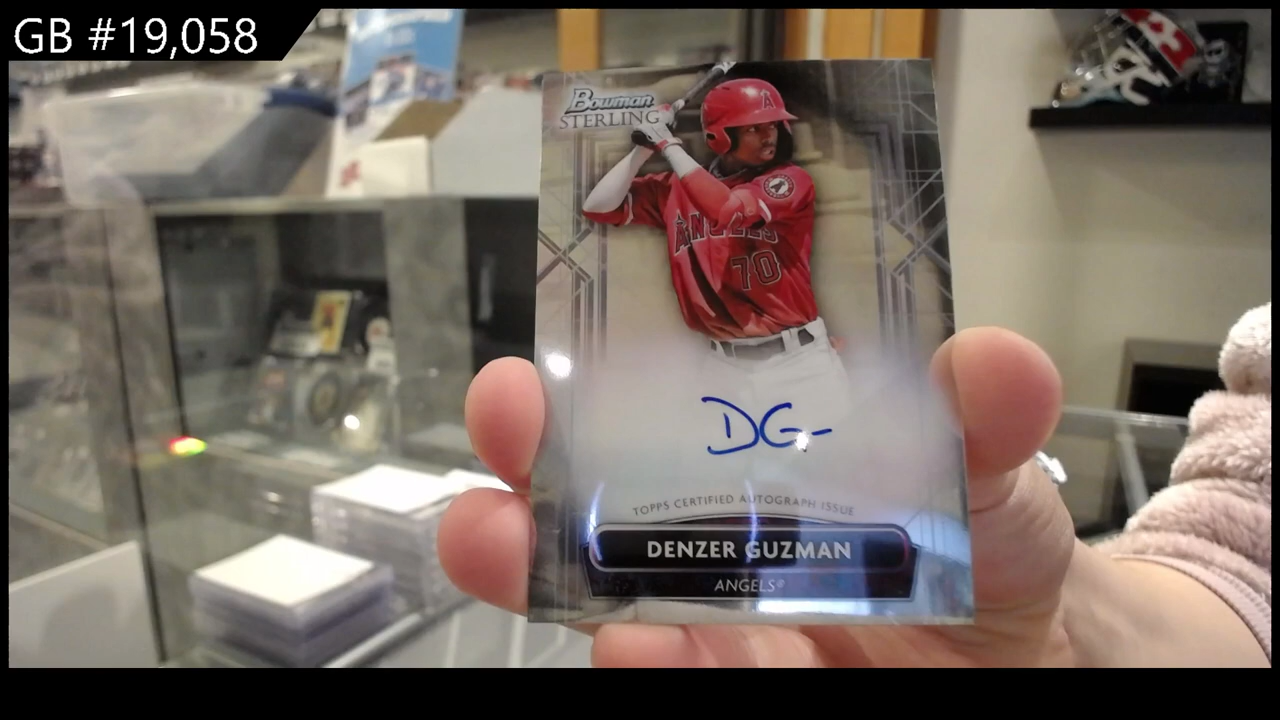 GB #19,058
Bowman
STERLING
A
ANGELS
70
DG
TOPPS CERTIFIED AUTOGRAPH ISSUE
DENZER GUZMAN
ANGELS®